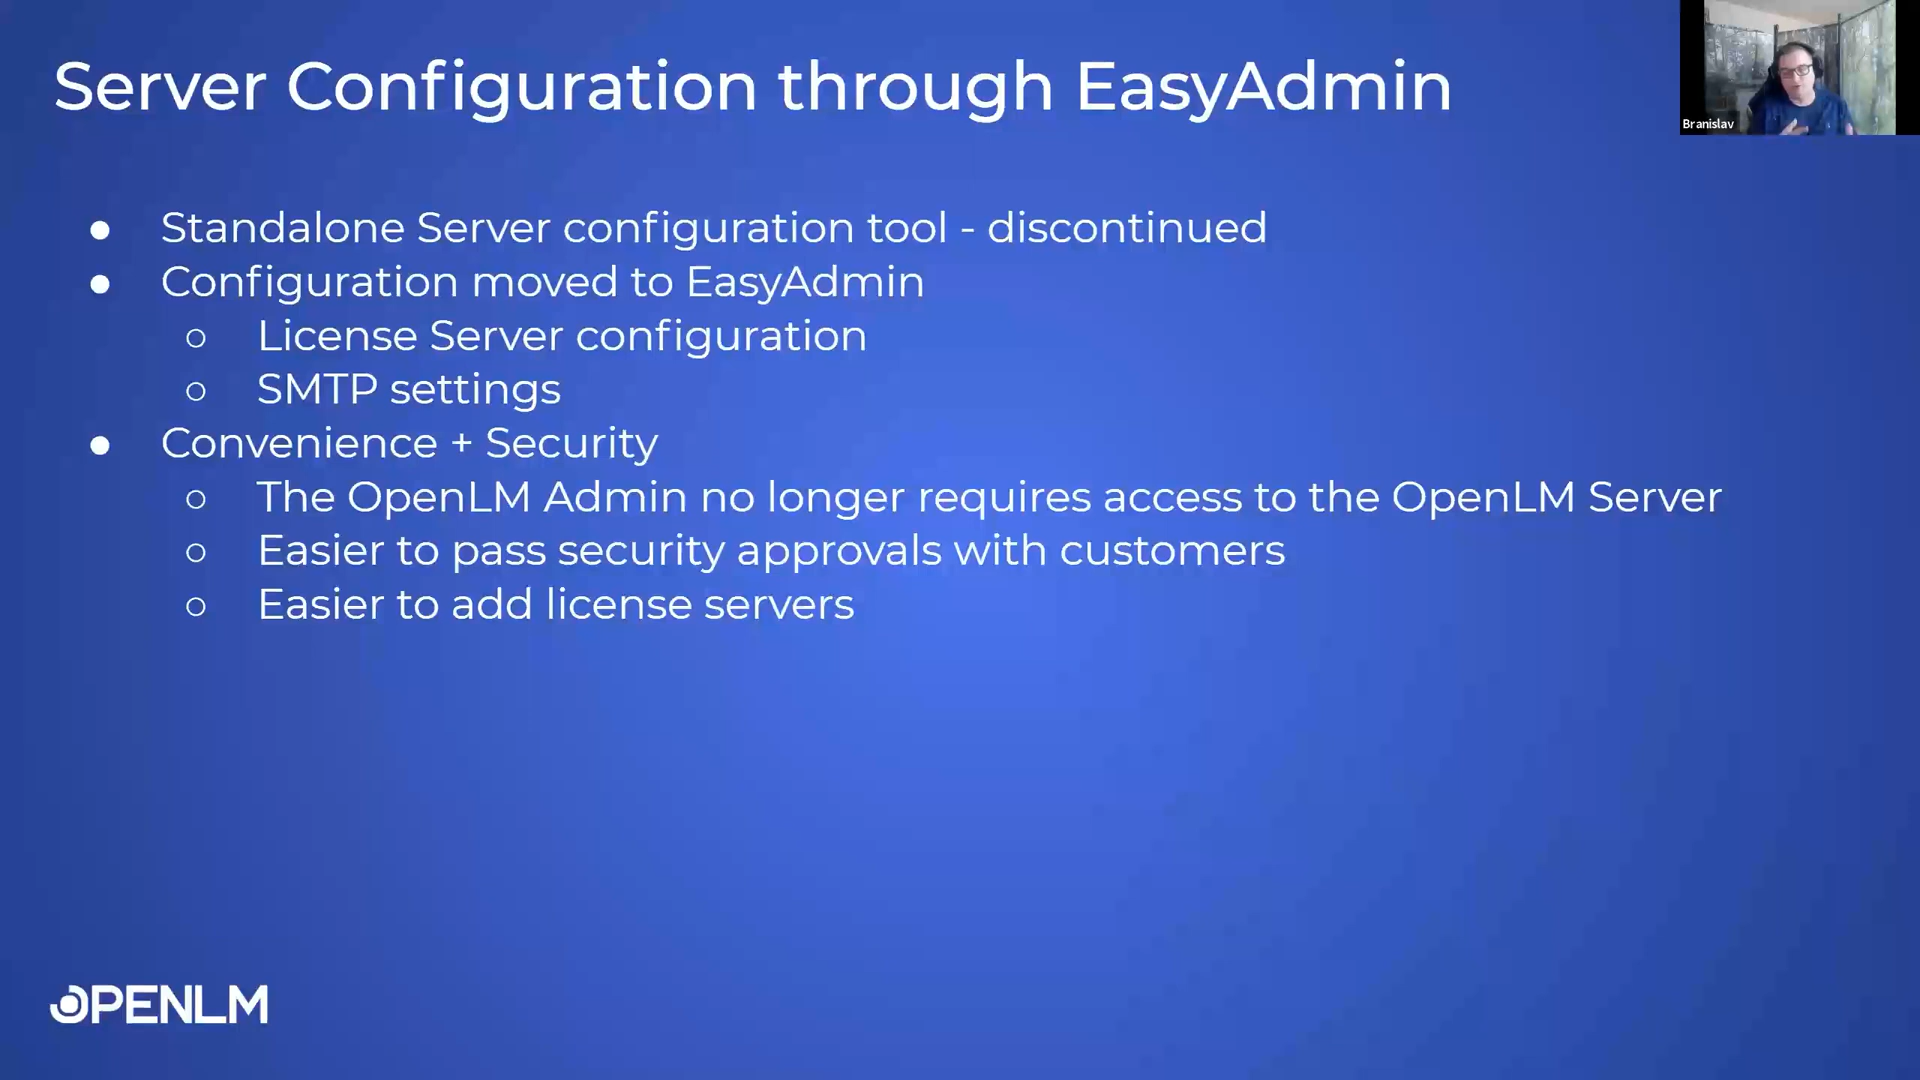 Server Configuration through EasyAdmin
Branislav
● Standalone Server configuration tool - discontinued
● Configuration moved to EasyAdmin
○ License Server configuration
○ SMTP settings
● Convenience + Security
○ The OpenLM Admin no longer requires access to the OpenLM Server
○ Easier to pass security approvals with customers
○ Easier to add license servers
OPENLM